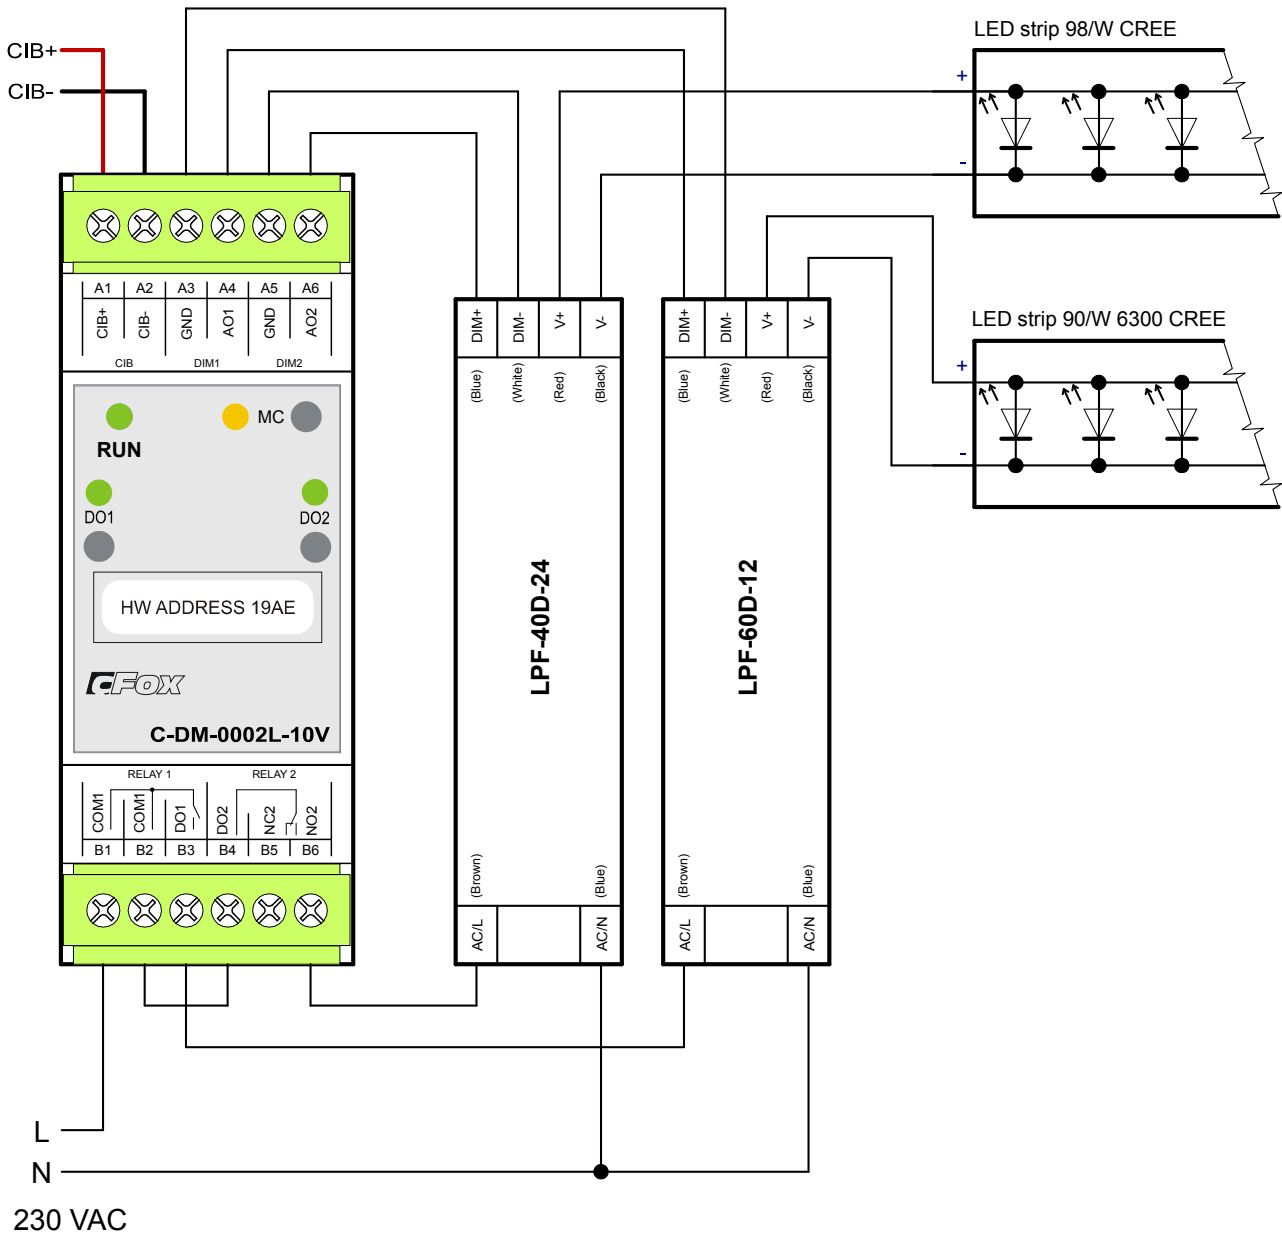 LED strip 98/W CREE
CIB+
CIB-
+
-
A1 A2 A3 A4 A5 A6
CIB+ CIB- GND AO1 GND AO2
CIB DIM1 DIM2
DIM+ DIM- V+ V-
(Blue) (White) (Red) (Black)
DIM+ DIM- V+ V-
(Blue) (White) (Red) (Black)
LED strip 90/W 6300 CREE
+
-
MC
RUN
DO1 DO2
HW ADDRESS 19AE
CFOX
C-DM-0002L-10V
LPF-40D-24
LPF-60D-12
RELAY 1 RELAY 2
COM1 COM1 DO1 DO2 NC2 NO2
B1 B2 B3 B4 B5 B6
(Brown) (Blue)
AC/L AC/N
(Brown) (Blue)
AC/L AC/N
L
N
230 VAC